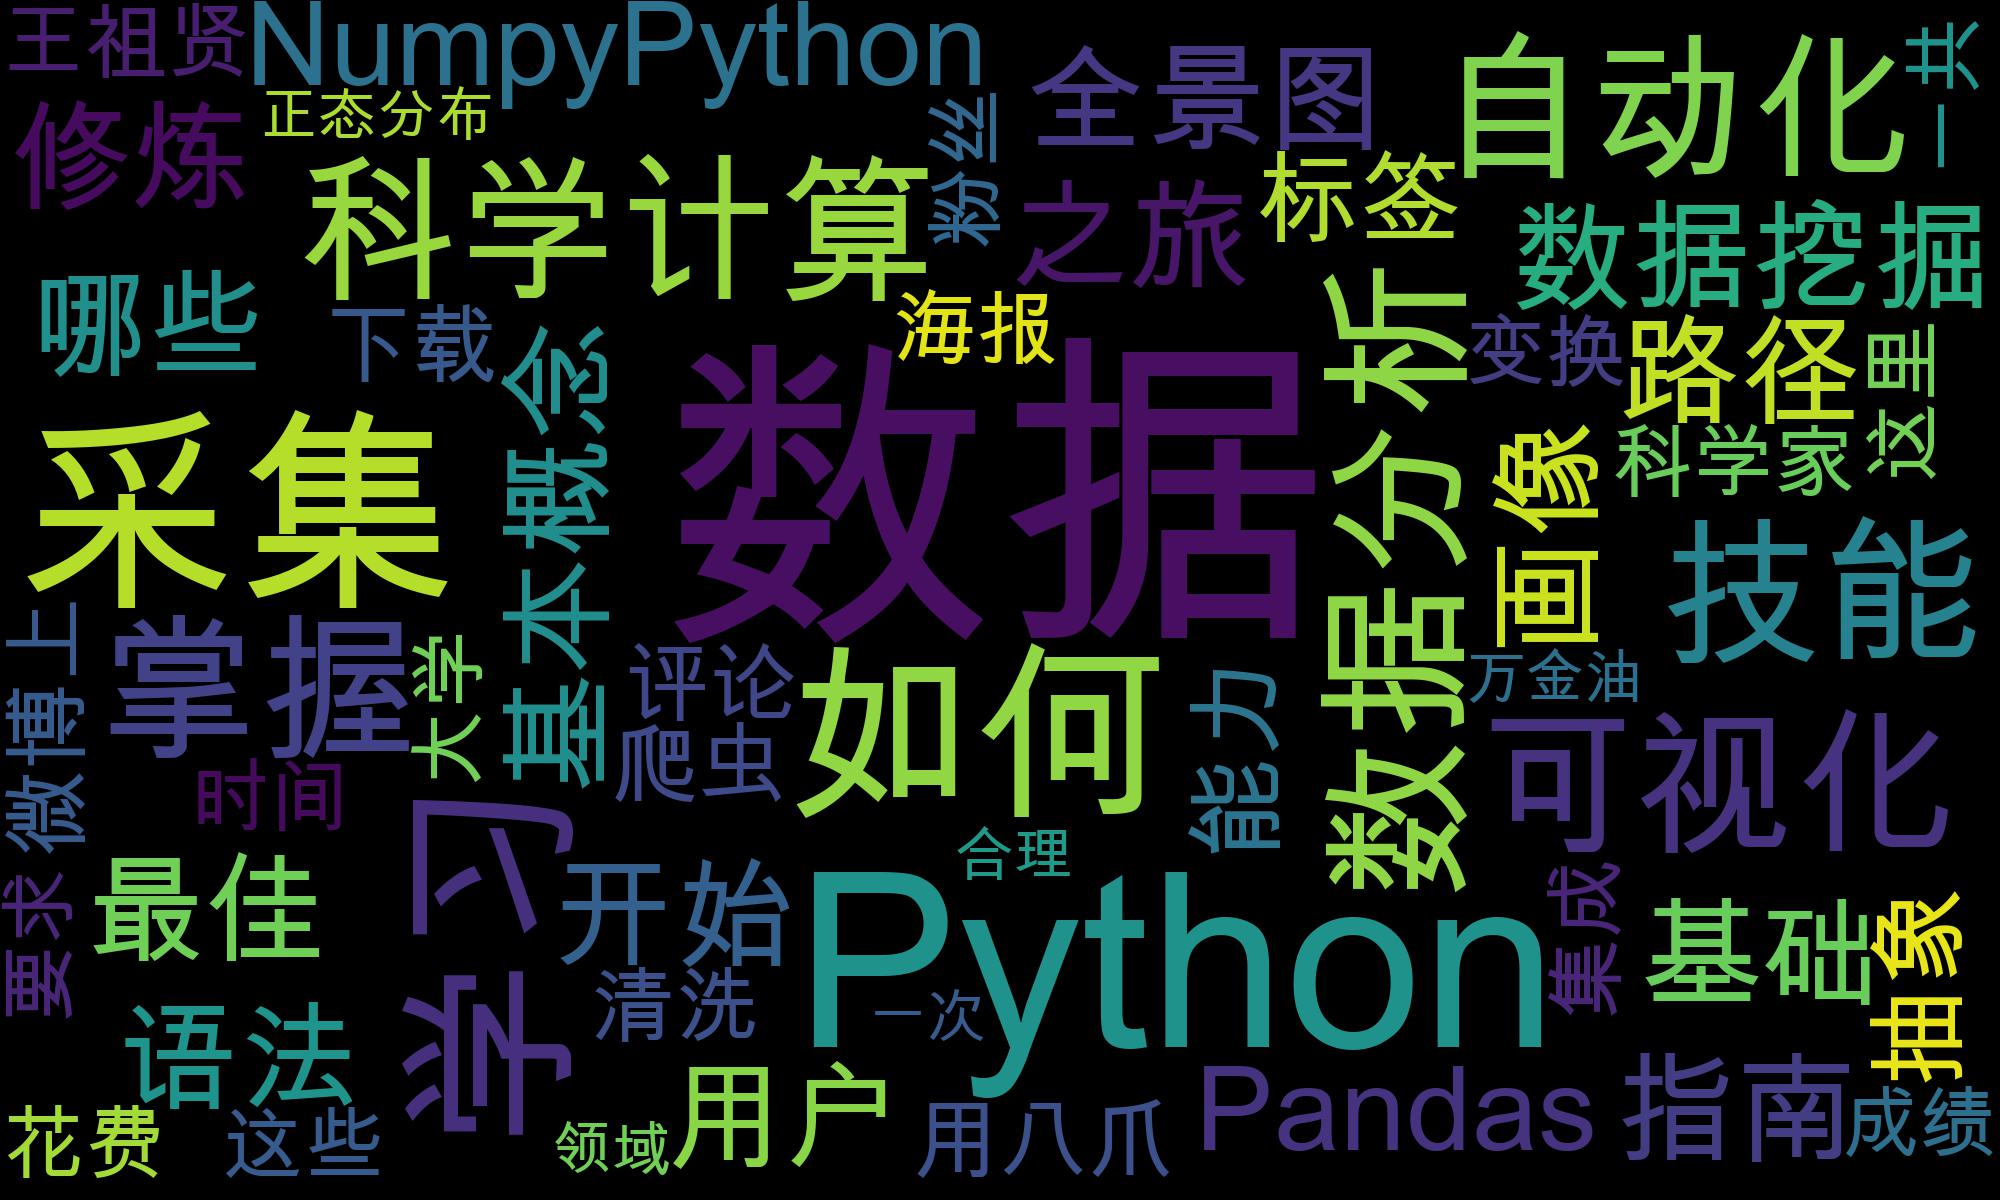 王祖贤
NumpyPython
全景图
自动化
一共
修炼
正态分布
粉丝
科学计算
之旅
标签
数据挖掘
哪些
下载
海报
数据分析
变换
路径
这里
基本概念
数据
画像
科学家
采集
技能
微博上
掌握
大学
评论
如何
能力
万金油
爬虫
可视化
时间
学习
合理
要求
最佳
开始
Python
集成
基础
抽象
清洗
一次
语法
用户
用八爪
Pandas
指南
成绩
花费
这些
领域